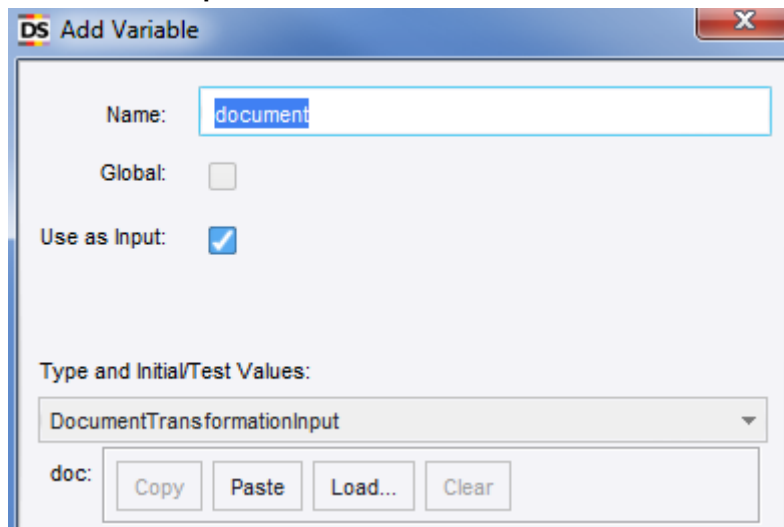 DS Add Variable
X
Name: document
Global:
Use as Input:
Type and Initial/Test Values:
DocumentTransformationInput
doc: Copy Paste Load... Clear